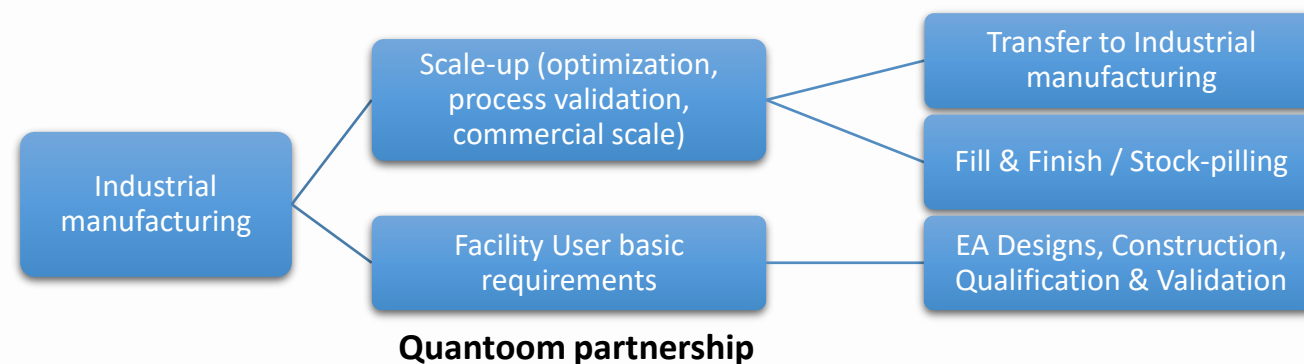 Industrial
manufacturing
Scale-up (optimization,
process validation,
commercial scale)
Facility User basic
requirements
Transfer to Industrial
manufacturing
Fill & Finish / Stock-pilling
EA Designs, Construction,
Qualification & Validation
Quantoom partnership